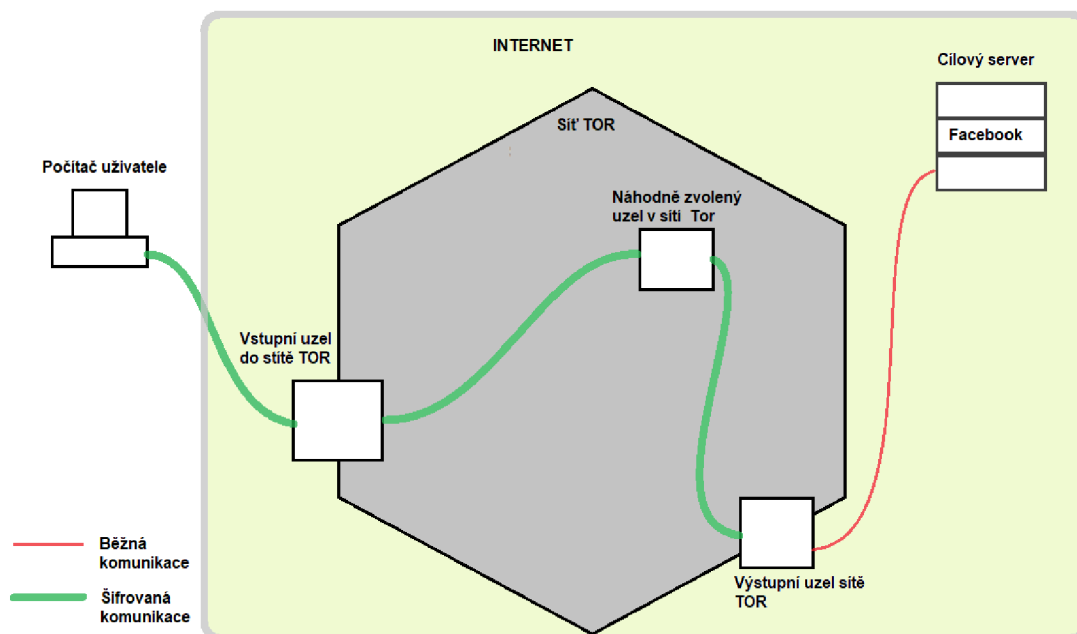 INTERNET
Cílový server
Facebook
Síť TOR
Počítač uživatele
Náhodně zvolený
uzel v síti Tor
Vstupní uzel
do stítě TOR
Výstupní uzel sítě
TOR
Běžná
komunikace
Šifrovaná
komunikace